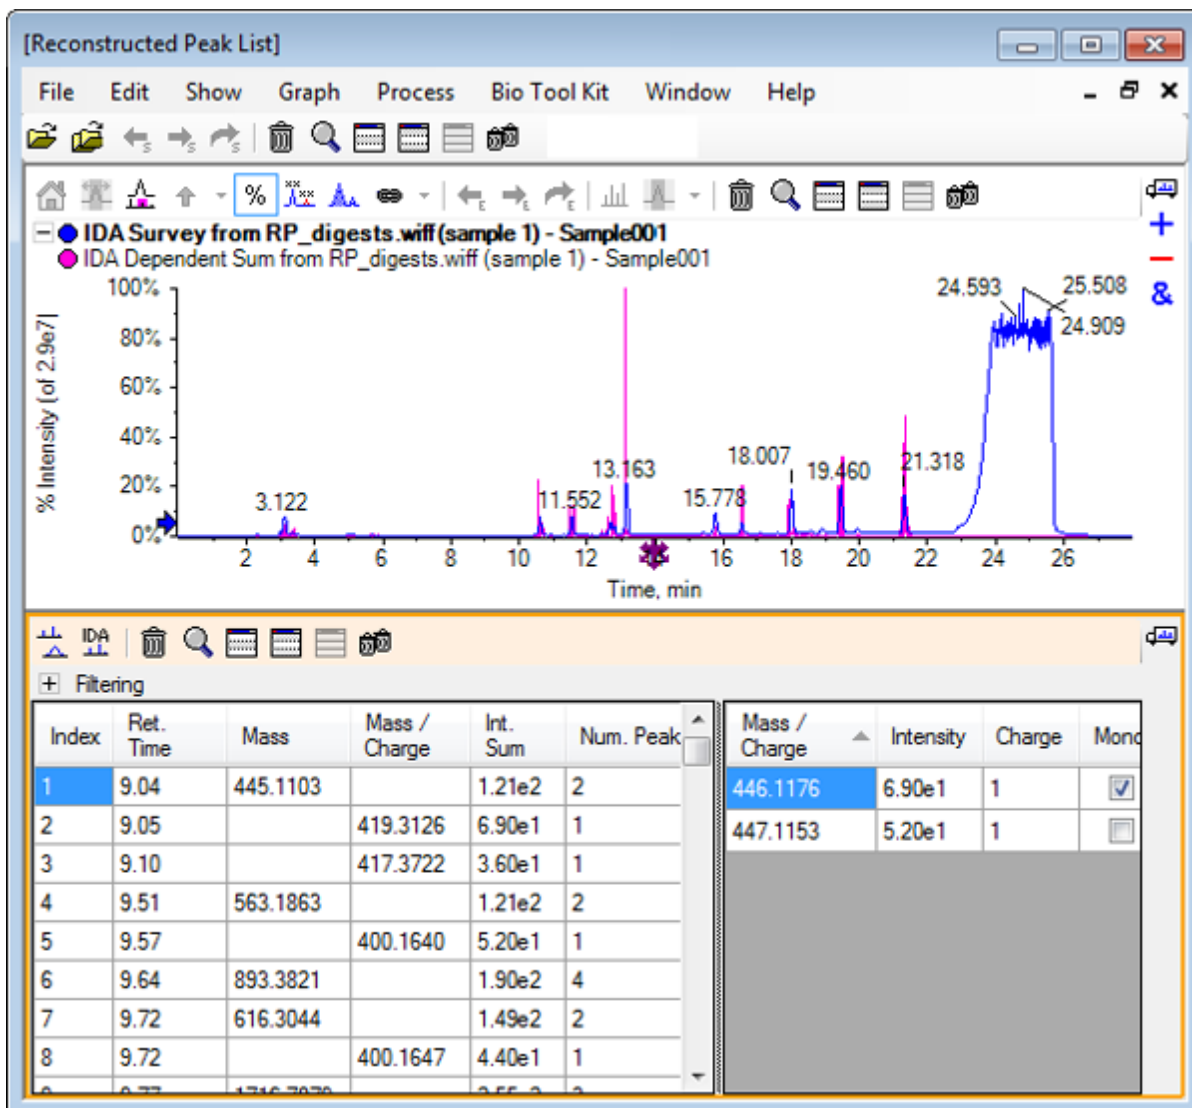 [Reconstructed Peak List]
File Edit Show Graph Process Bio Tool Kit Window Help
%
IDA Survey from RP_digests.wiff (sample 1) - Sample001
IDA Dependent Sum from RP_digests.wiff (sample 1) - Sample001
% Intensity (of 2.9e7)
100%
80%
60%
40%
20%
0%
3.122
11.552
13.163
15.778
18.007
19.460
21.318
24.593
25.508
24.909
2 4 6 8 10 12 16 18 20 22 24 26
Time, min
IDA
Filtering
Index Ret. Time Mass Mass / Charge Int. Sum Num. Peak
1 9.04 445.1103 1.21e2 2
2 9.05 419.3126 6.90e1 1
3 9.10 417.3722 3.60e1 1
4 9.51 563.1863 1.21e2 2
5 9.57 400.1640 5.20e1 1
6 9.64 893.3821 1.90e2 4
7 9.72 616.3044 1.49e2 2
8 9.72 400.1647 4.40e1 1
Mass / Charge Intensity Charge Mono
446.1176 6.90e1 1
447.1153 5.20e1 1